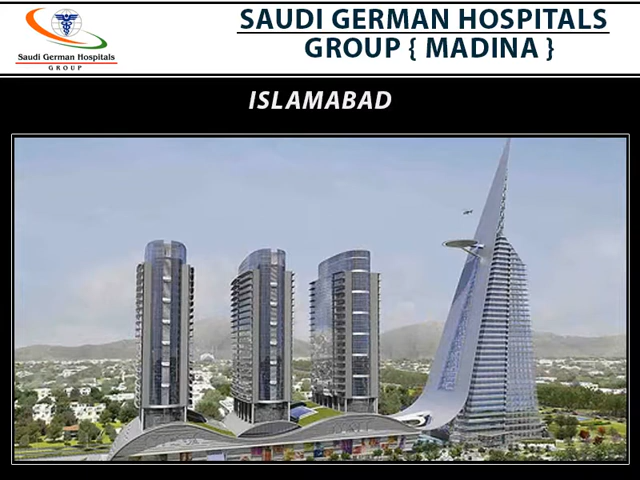 Saudi German Hospitals
GROUP
SAUDI GERMAN HOSPITALS
GROUP { MADINA }
ISLAMABAD